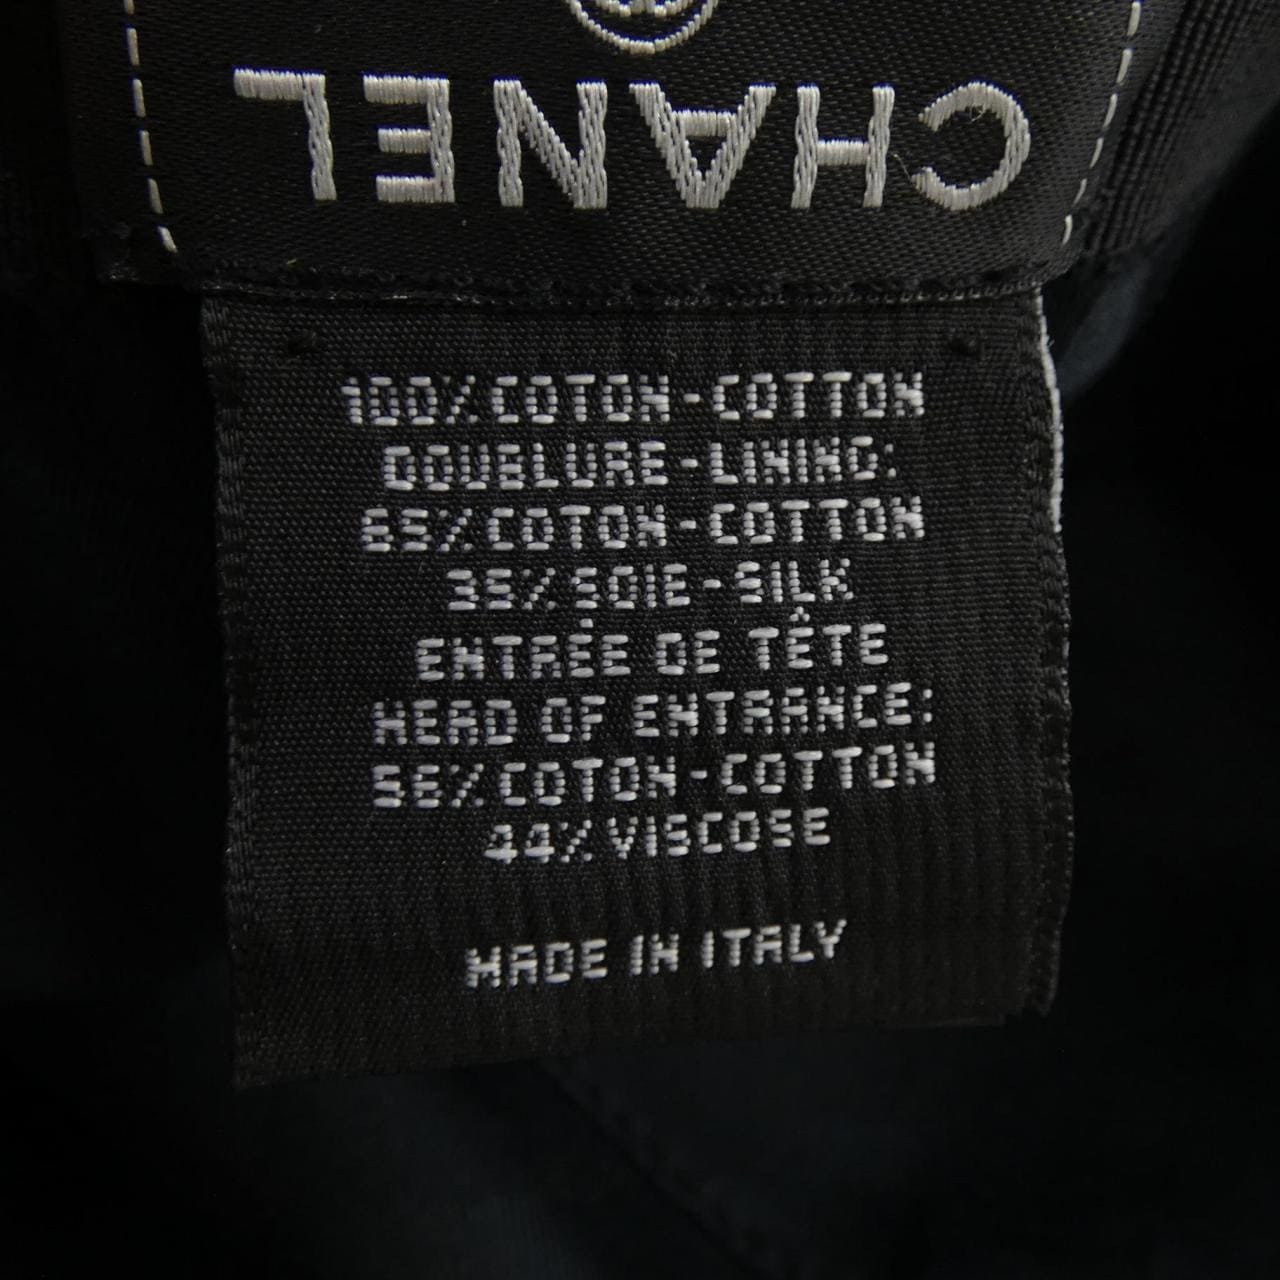 CHANEL
100% COTON - COTTON
DOUBLURE - LINING:
65% COTON - COTTON
35% SOIE - SILK
ENTRÉE DE TÊTE
HEAD OF ENTRANCE:
56% COTON - COTTON
44% VISCOSE
MADE IN ITALY